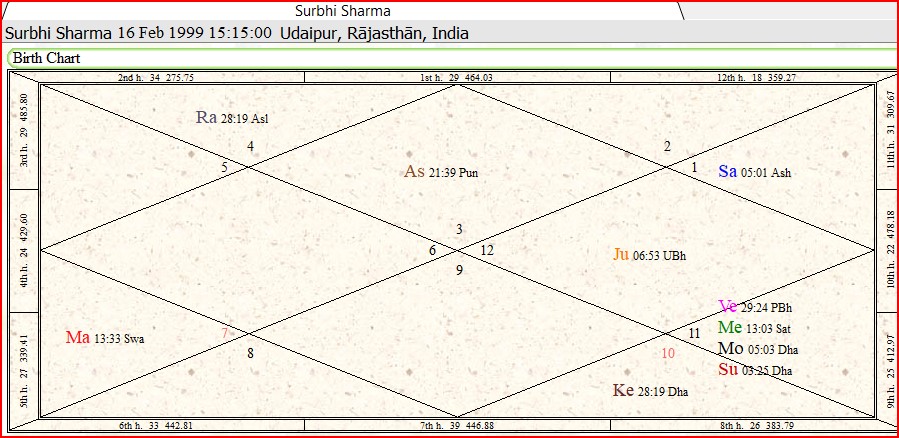 Surbhi Sharma
Surbhi Sharma 16 Feb 1999 15:15:00 Udaipur, Rājasthān, India
Birth Chart
2nd h. 34 275.75
1st h. 29 464.03
12th h. 18 359.27
3rd h. 29 485.80
11th h. 31 309.67
Ra 28:19 Asl
4
5
As 21:39 Pun
2
1
Sa 05:01 Ash
3
6
12
9
Ju 06:53 UBh
4th h. 24 429.60
10th h. 22 478.18
Ve 29:24 PBh
Me 13:03 Sat
Mo 05:03 Dha
Su 03:25 Dha
Ma 13:33 Swa
7
8
11
10
Ke 28:19 Dha
5th h. 27 339.41
9th h. 25 412.97
6th h. 33 442.81
7th h. 39 446.88
8th h. 26 383.79